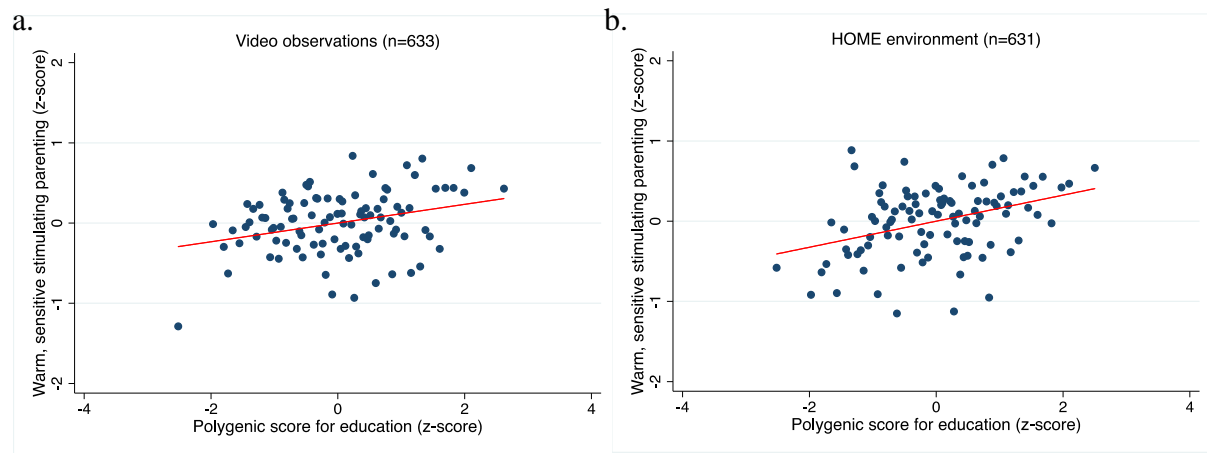 a.
Video observations (n=633)
Warm, sensitive stimulating parenting (z-score)
2
1
0
-1
-2
-4
-2
0
2
4
Polygenic score for education (z-score)
b.
HOME environment (n=631)
Warm, sensitive stimulating parenting (z-score)
2
1
0
-1
-2
-4
-2
0
2
4
Polygenic score for education (z-score)